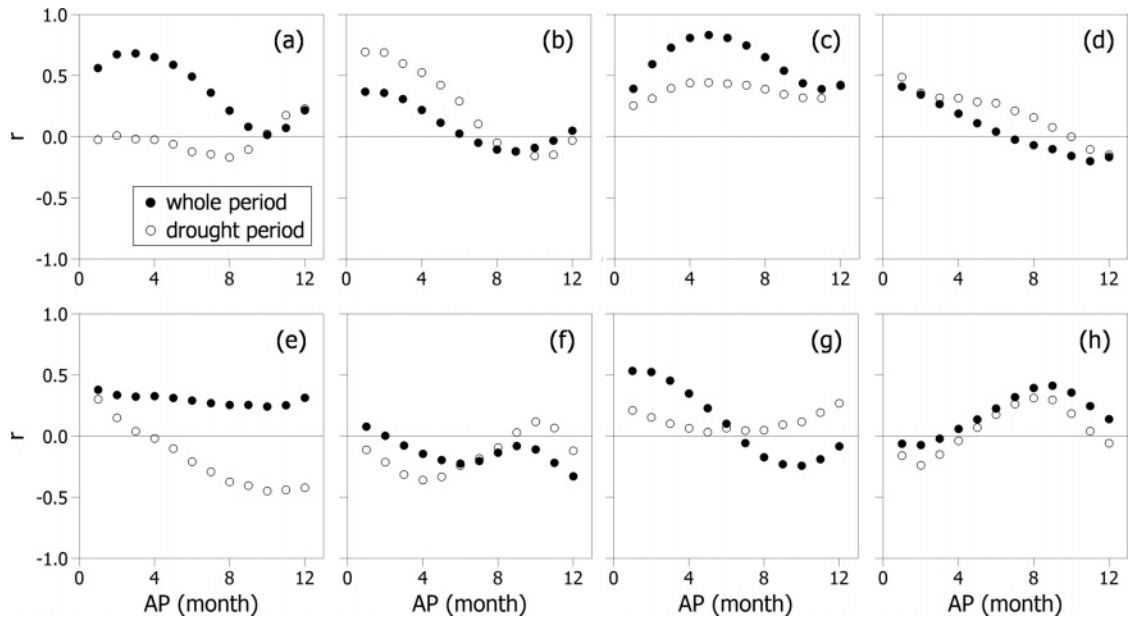 1.0 (a) (b) (c) (d)
0.5
r 0.0
-0.5 whole period
drought period
-1.0
0 4 8 12 0 4 8 12 0 4 8 12 0 4 8 12
1.0 (e) (f) (g) (h)
0.5
r 0.0
-0.5
-1.0
0 4 8 12 0 4 8 12 0 4 8 12 0 4 8 12
AP (month) AP (month) AP (month) AP (month)